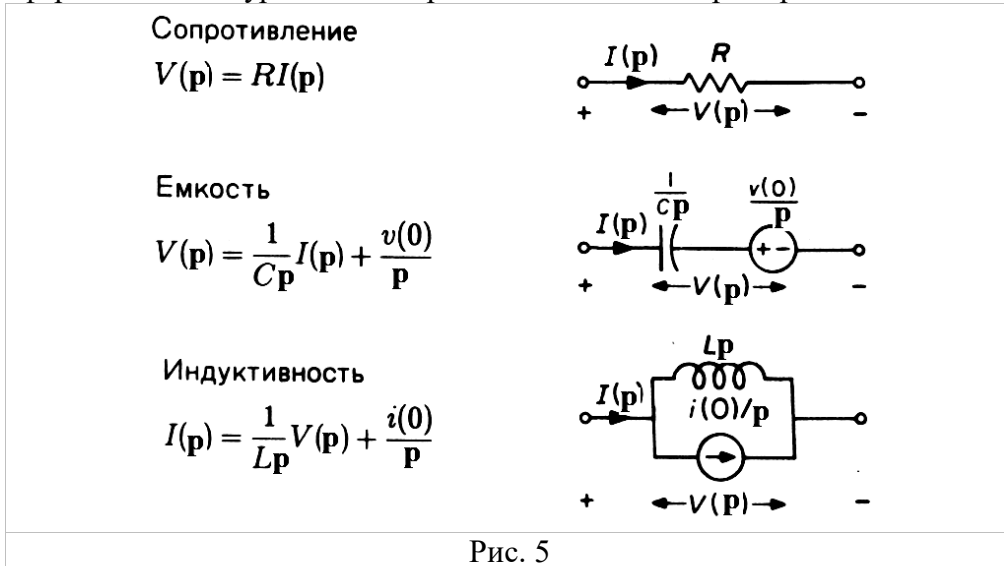 Сопротивление
V(p) = RI(p)
I(p) R
+ V(p) −
Емкость
V(p) = 1/Cp I(p) + v(0)/p
1/Cp v(0)/p
I(p) + −
+ V(p) −
Индуктивность
I(p) = 1/Lp V(p) + i(0)/p
Lp
I(p) i(0)/p
+ V(p) −
Рис. 5